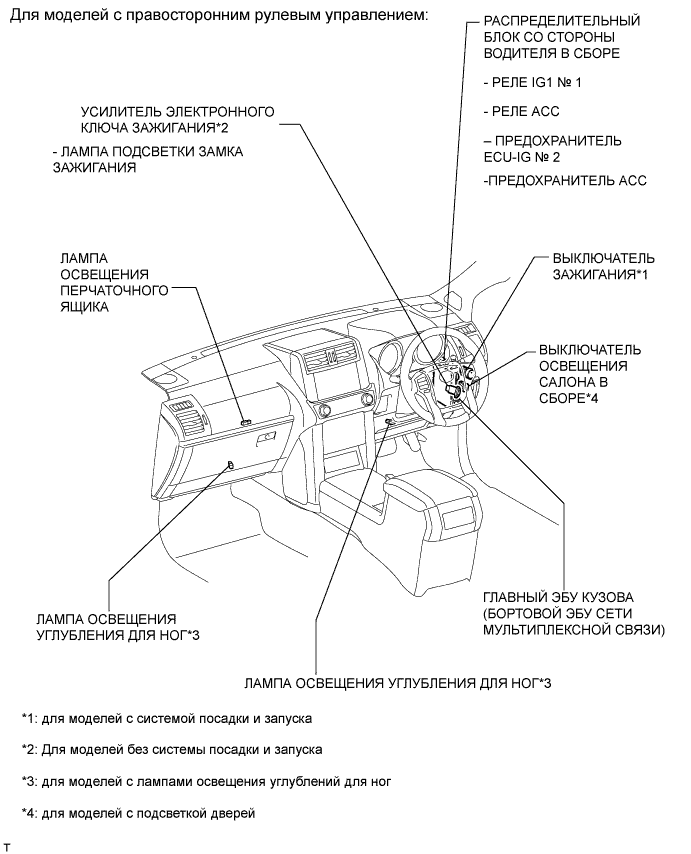 Для моделей с правосторонним рулевым управлением:
РАСПРЕДЕЛИТЕЛЬНЫЙ
БЛОК СО СТОРОНЫ
ВОДИТЕЛЯ В СБОРЕ
- РЕЛЕ IG1 № 1
- РЕЛЕ ACC
– ПРЕДОХРАНИТЕЛЬ
ECU-IG № 2
-ПРЕДОХРАНИТЕЛЬ ACC
УСИЛИТЕЛЬ ЭЛЕКТРОННОГО
КЛЮЧА ЗАЖИГАНИЯ*2
- ЛАМПА ПОДСВЕТКИ ЗАМКА
ЗАЖИГАНИЯ
ЛАМПА
ОСВЕЩЕНИЯ
ПЕРЧАТОЧНОГО
ЯЩИКА
ВЫКЛЮЧАТЕЛЬ
ЗАЖИГАНИЯ*1
ВЫКЛЮЧАТЕЛЬ
ОСВЕЩЕНИЯ
САЛОНА В
СБОРЕ*4
ГЛАВНЫЙ ЭБУ КУЗОВА
(БОРТОВОЙ ЭБУ СЕТИ
МУЛЬТИПЛЕКСНОЙ СВЯЗИ)
ЛАМПА ОСВЕЩЕНИЯ
УГЛУБЛЕНИЯ ДЛЯ НОГ*3
ЛАМПА ОСВЕЩЕНИЯ УГЛУБЛЕНИЯ ДЛЯ НОГ*3
*1: для моделей с системой посадки и запуска
*2: Для моделей без системы посадки и запуска
*3: для моделей с лампами освещения углублений для ног
*4: для моделей с подсветкой дверей
T